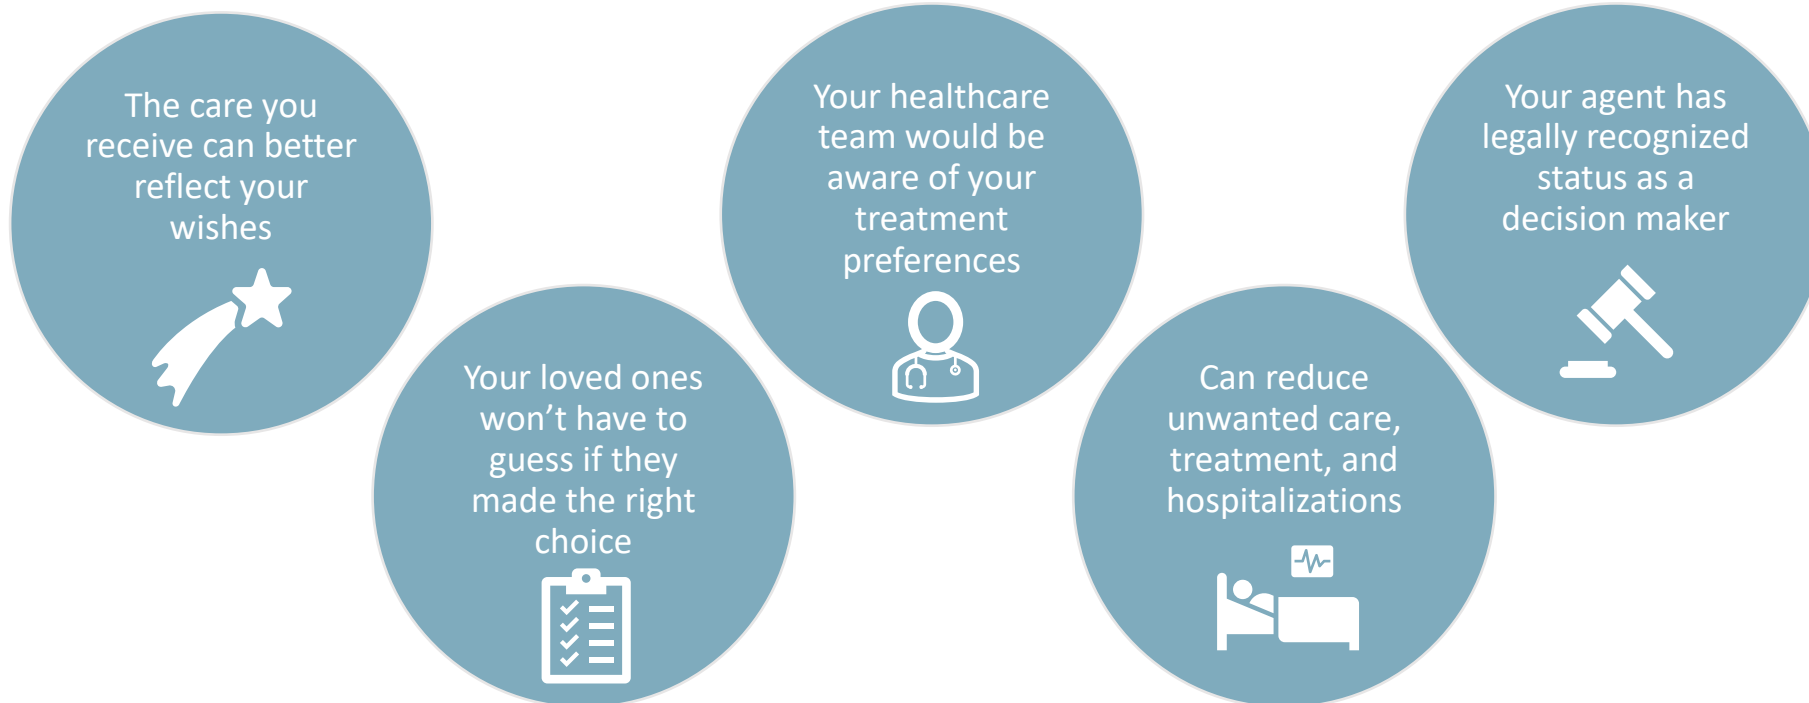 The care you
receive can better
reflect your
wishes
Your loved ones
won’t have to
guess if they
made the right
choice
Your healthcare
team would be
aware of your
treatment
preferences
Can reduce
unwanted care,
treatment, and
hospitalizations
Your agent has
legally recognized
status as a
decision maker